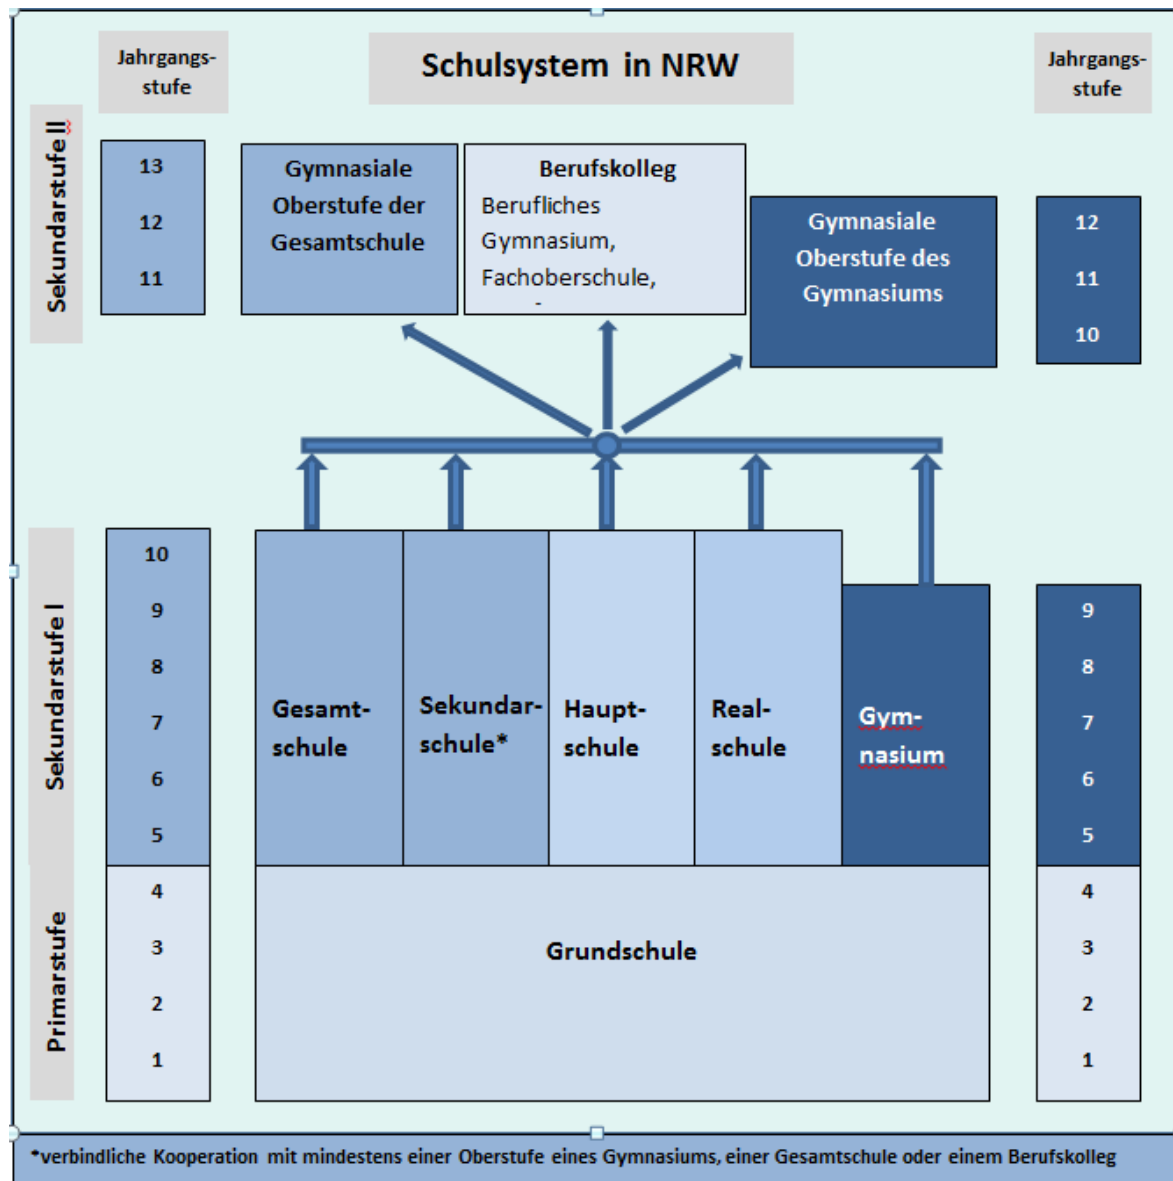 Jahrgangs-
stufe
Schulsystem in NRW
Jahrgangs-
stufe
Sekundarstufe II
13
12
11
Gymnasiale
Oberstufe der
Gesamtschule
Berufskolleg
Berufliches
Gymnasium,
Fachoberschule,
Gymnasiale
Oberstufe des
Gymnasiums
12
11
10
Sekundarstufe I
10
9
8
7
6
5
Gesamt-
schule
Sekundar-
schule*
Haupt-
schule
Real-
schule
Gym-
nasium
9
8
7
6
5
Primarstufe
4
3
2
1
Grundschule
4
3
2
1
*verbindliche Kooperation mit mindestens einer Oberstufe eines Gymnasiums, einer Gesamtschule oder einem Berufskolleg